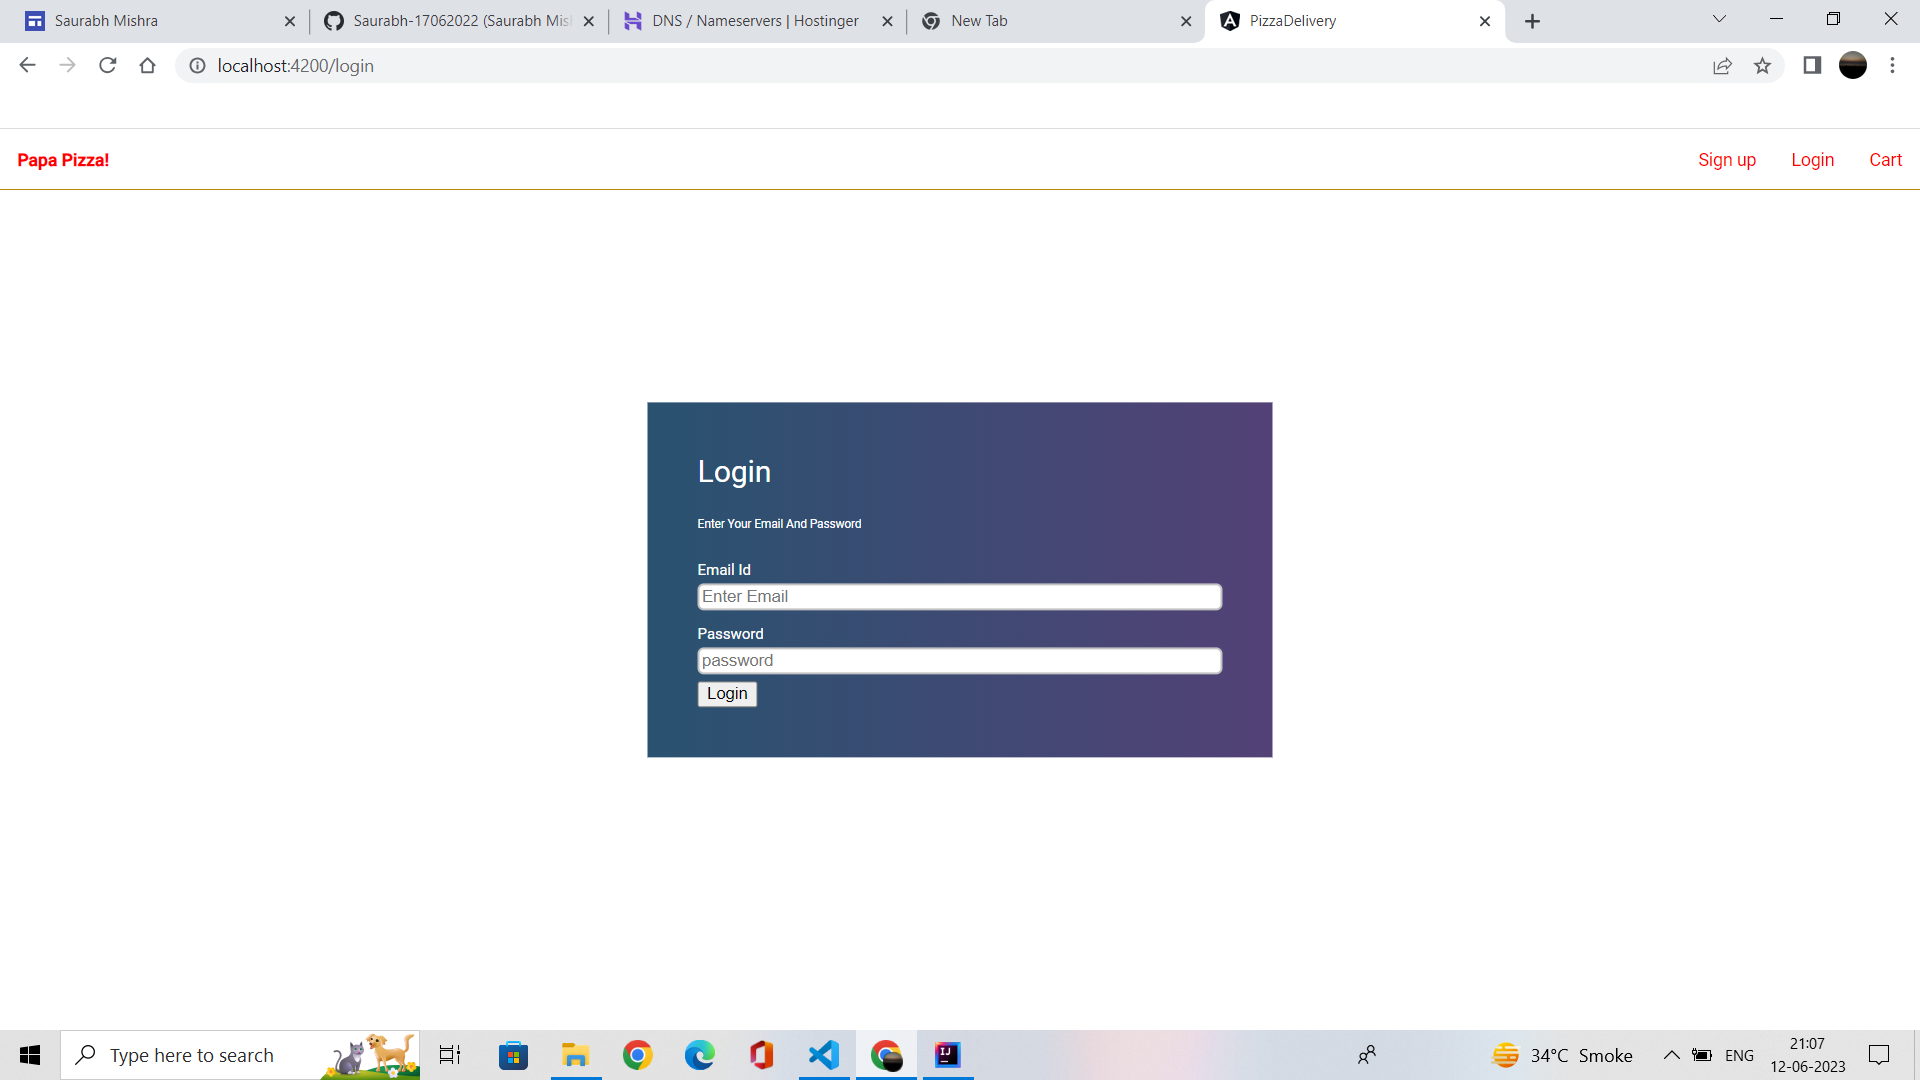 Saurabh Mishra
Saurabh-17062022 (Saurabh Mis
DNS / Nameservers | Hostinger
New Tab
PizzaDelivery
localhost:4200/login
Papa Pizza!
Sign up
Login
Cart
Login
Enter Your Email And Password
Email Id
Enter Email
Password
password
Login
Type here to search
34°C Smoke
ENG
21:07
12-06-2023